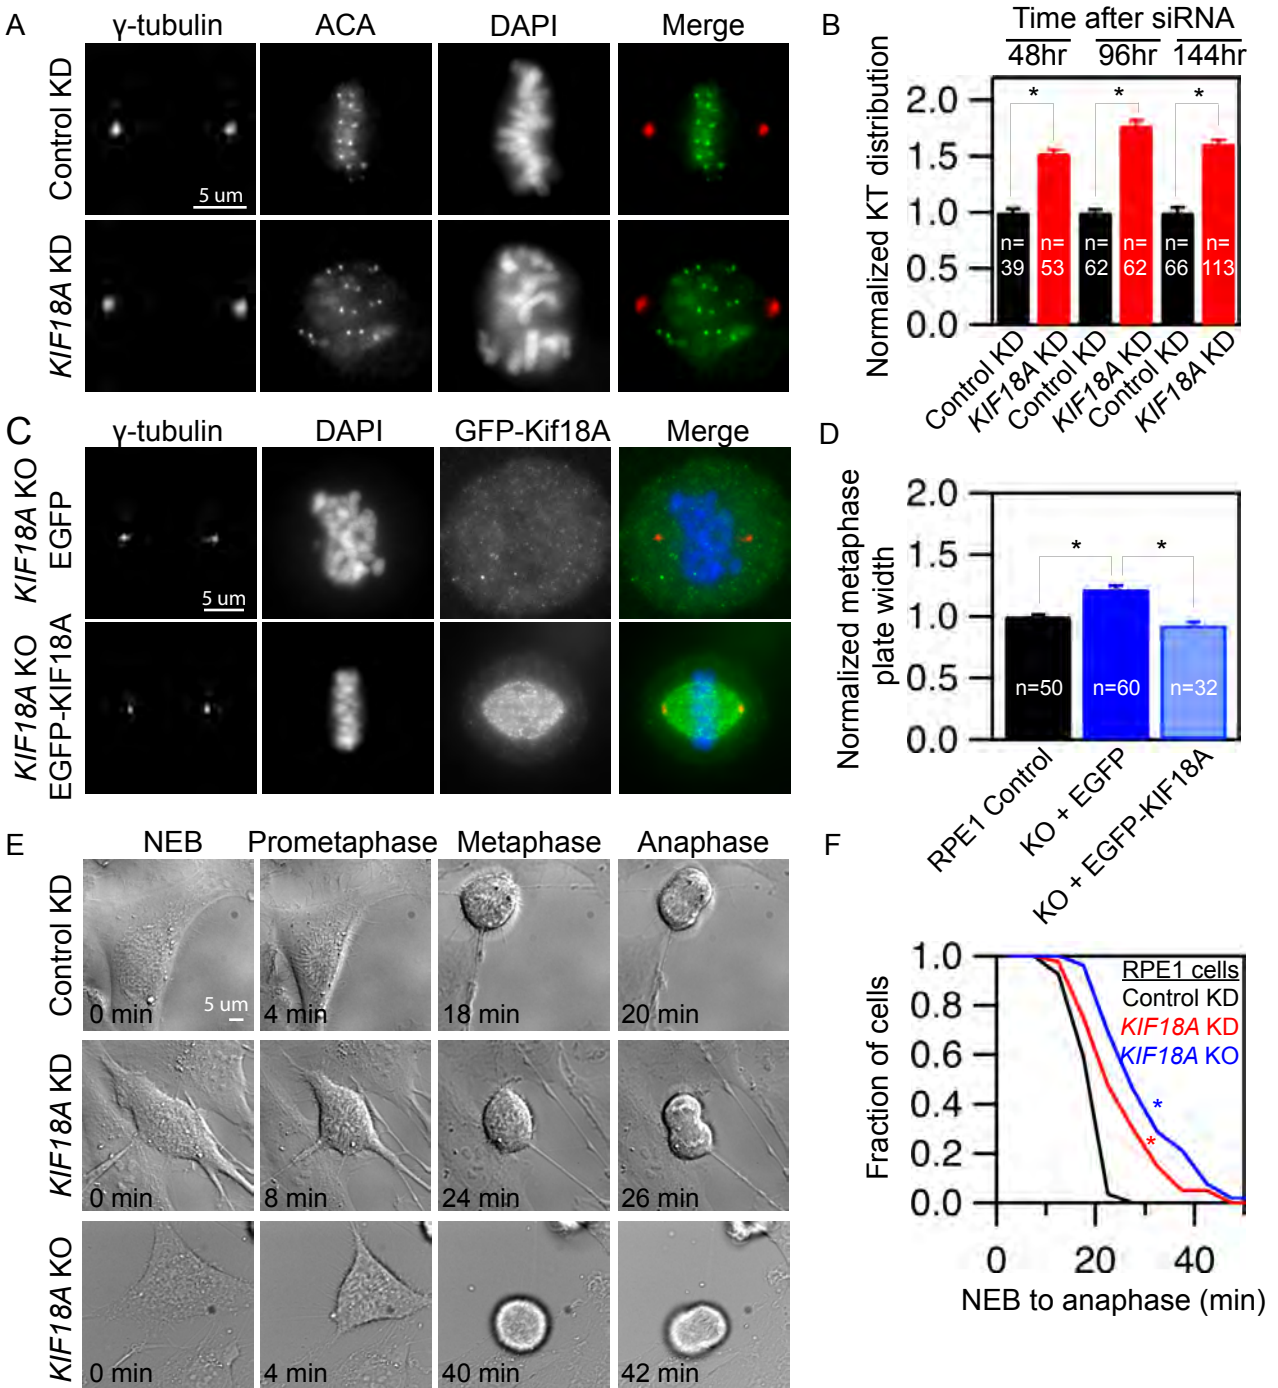 A
γ-tubulin
ACA
DAPI
Merge
Control KD
5 um
KIF18A KD
B
Time after siRNA
48hr
96hr
144hr
Normalized KT distribution
2.0
1.5
1.0
0.5
0.0
*
*
*
n=
39
n=
53
n=
62
n=
62
n=
66
n=
113
Control KD
KIF18A KD
Control KD
KIF18A KD
Control KD
KIF18A KD
C
γ-tubulin
DAPI
GFP-Kif18A
Merge
KIF18A KO
EGFP
5 um
KIF18A KO
EGFP-KIF18A
D
Normalized metaphase
plate width
2.0
1.5
1.0
0.5
0.0
*
*
n=50
n=60
n=32
RPE1 Control
KO + EGFP
KO + EGFP-KIF18A
E
NEB
Prometaphase
Metaphase
Anaphase
Control KD
0 min
5 um
4 min
18 min
20 min
KIF18A KD
0 min
8 min
24 min
26 min
KIF18A KO
0 min
4 min
40 min
42 min
F
Fraction of cells
1.0
0.8
0.6
0.4
0.2
0.0
RPE1 cells
Control KD
KIF18A KD
KIF18A KO
*
*
0
20
40
NEB to anaphase (min)